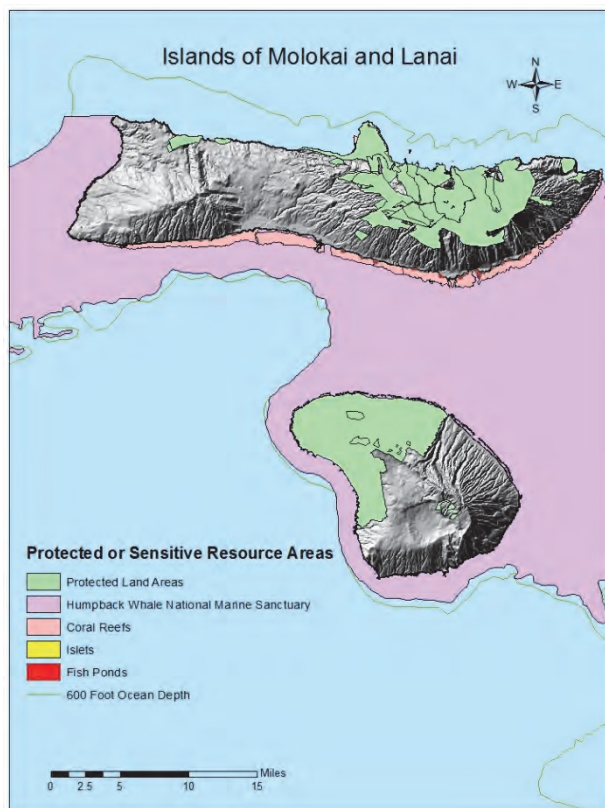 Islands of Molokai and Lanai
N
W E
S
Protected or Sensitive Resource Areas
Protected Land Areas
Humpback Whale National Marine Sanctuary
Coral Reefs
Islets
Fish Ponds
600 Foot Ocean Depth
Miles
0 2.5 5 10 15